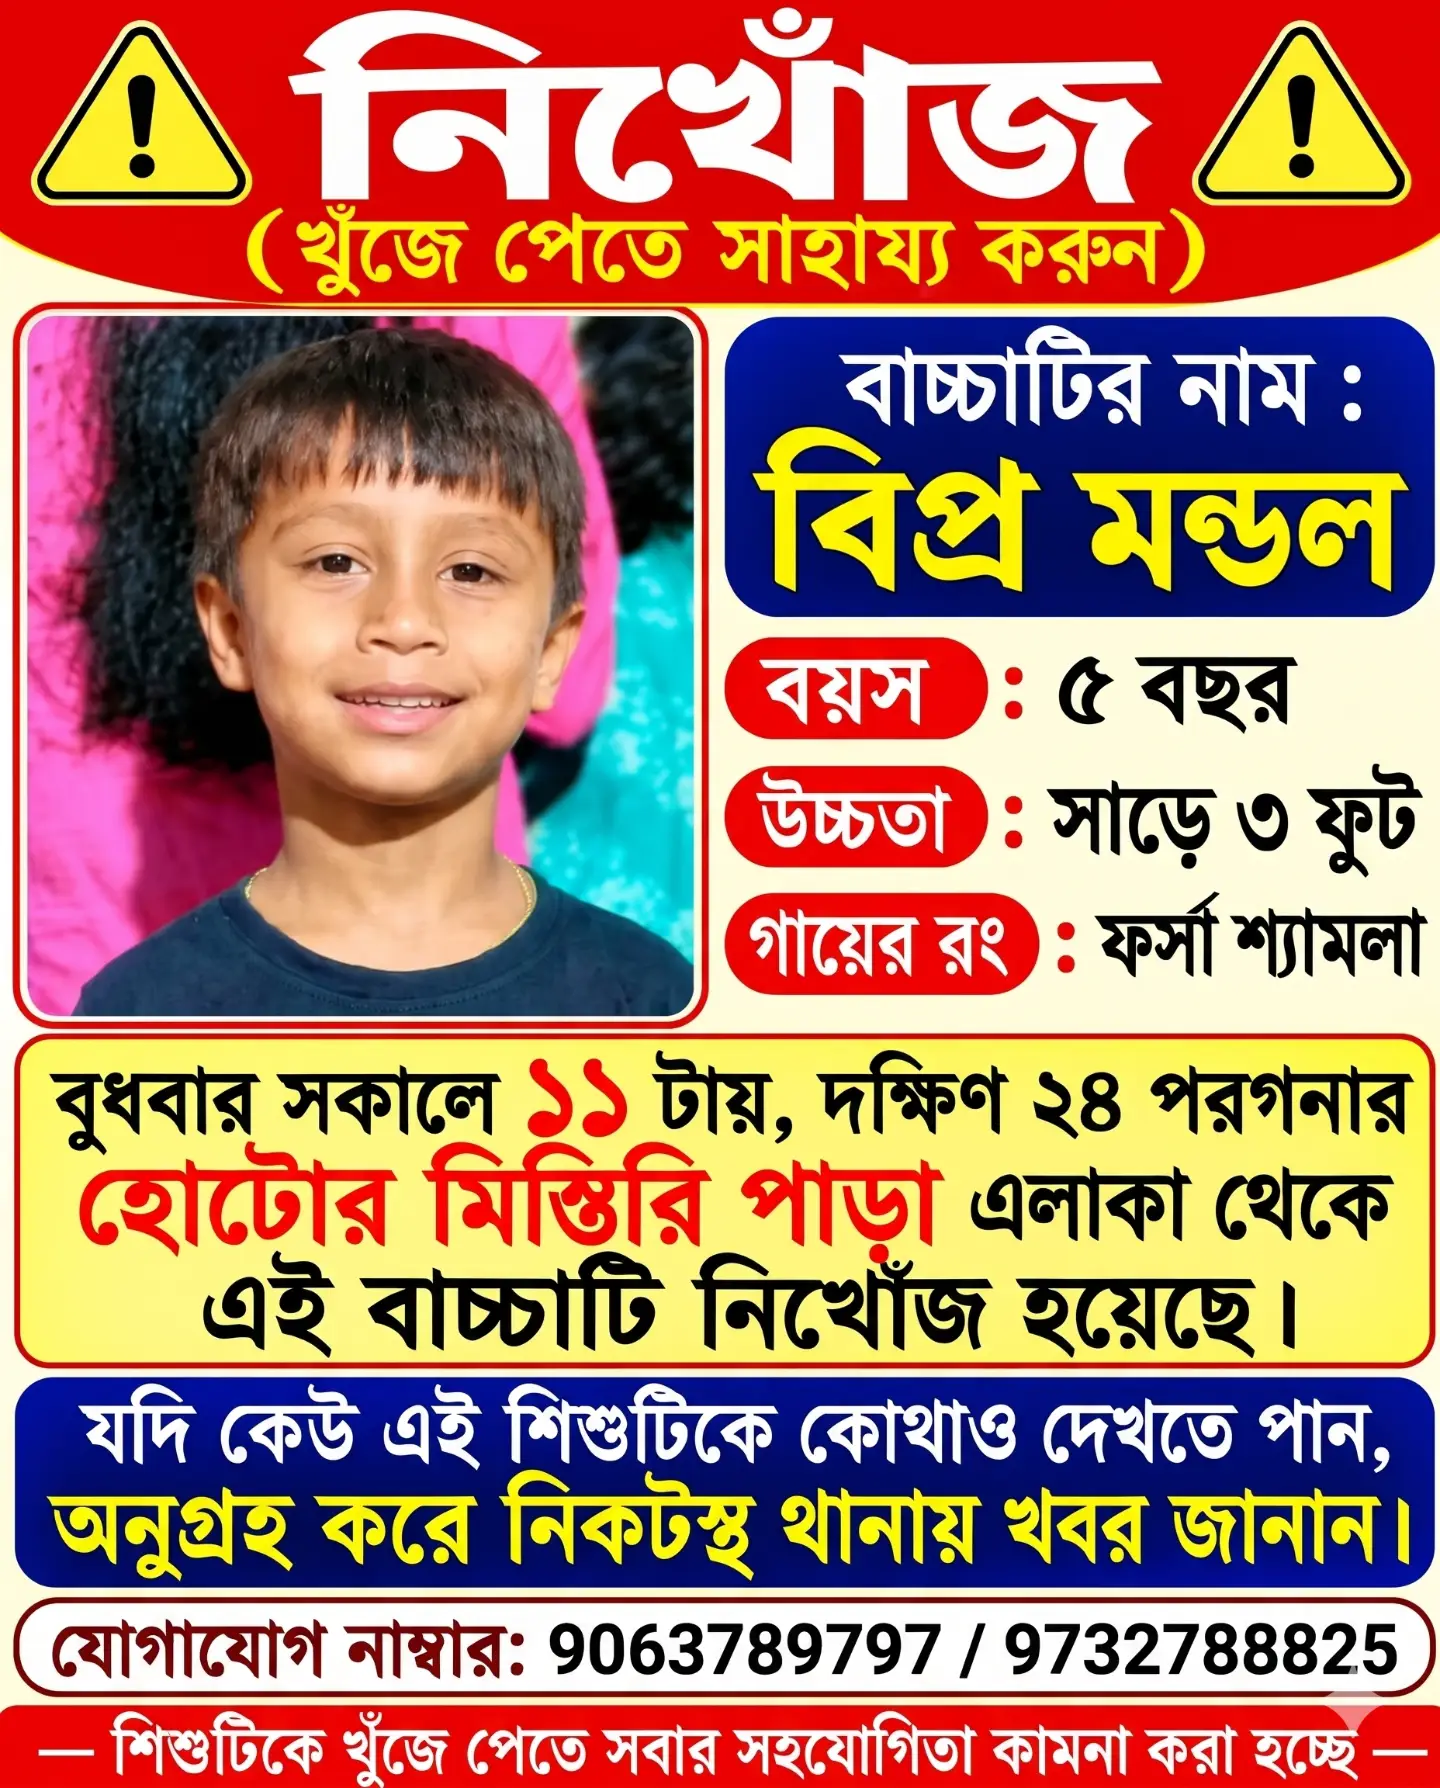 নিখোঁজ
(খুঁজে পেতে সাহায্য করুন)
বাচ্চাটির নাম :
বিপ্র মন্ডল
বয়স : ৫ বছর
উচ্চতা : সাড়ে ৩ ফুট
গায়ের রং : ফর্সা শ্যামলা
বুধবার সকালে ১১ টায়, দক্ষিণ ২৪ পরগনার
হোটোর মিস্তিরি পাড়া এলাকা থেকে
এই বাচ্চাটি নিখোঁজ হয়েছে।
যদি কেউ এই শিশুটিকে কোথাও দেখতে পান,
অনুগ্রহ করে নিকটস্থ থানায় খবর জানান।
যোগাযোগ নাম্বার: 9063789797 / 9732788825
— শিশুটিকে খুঁজে পেতে সবার সহযোগিতা কামনা করা হচ্ছে —